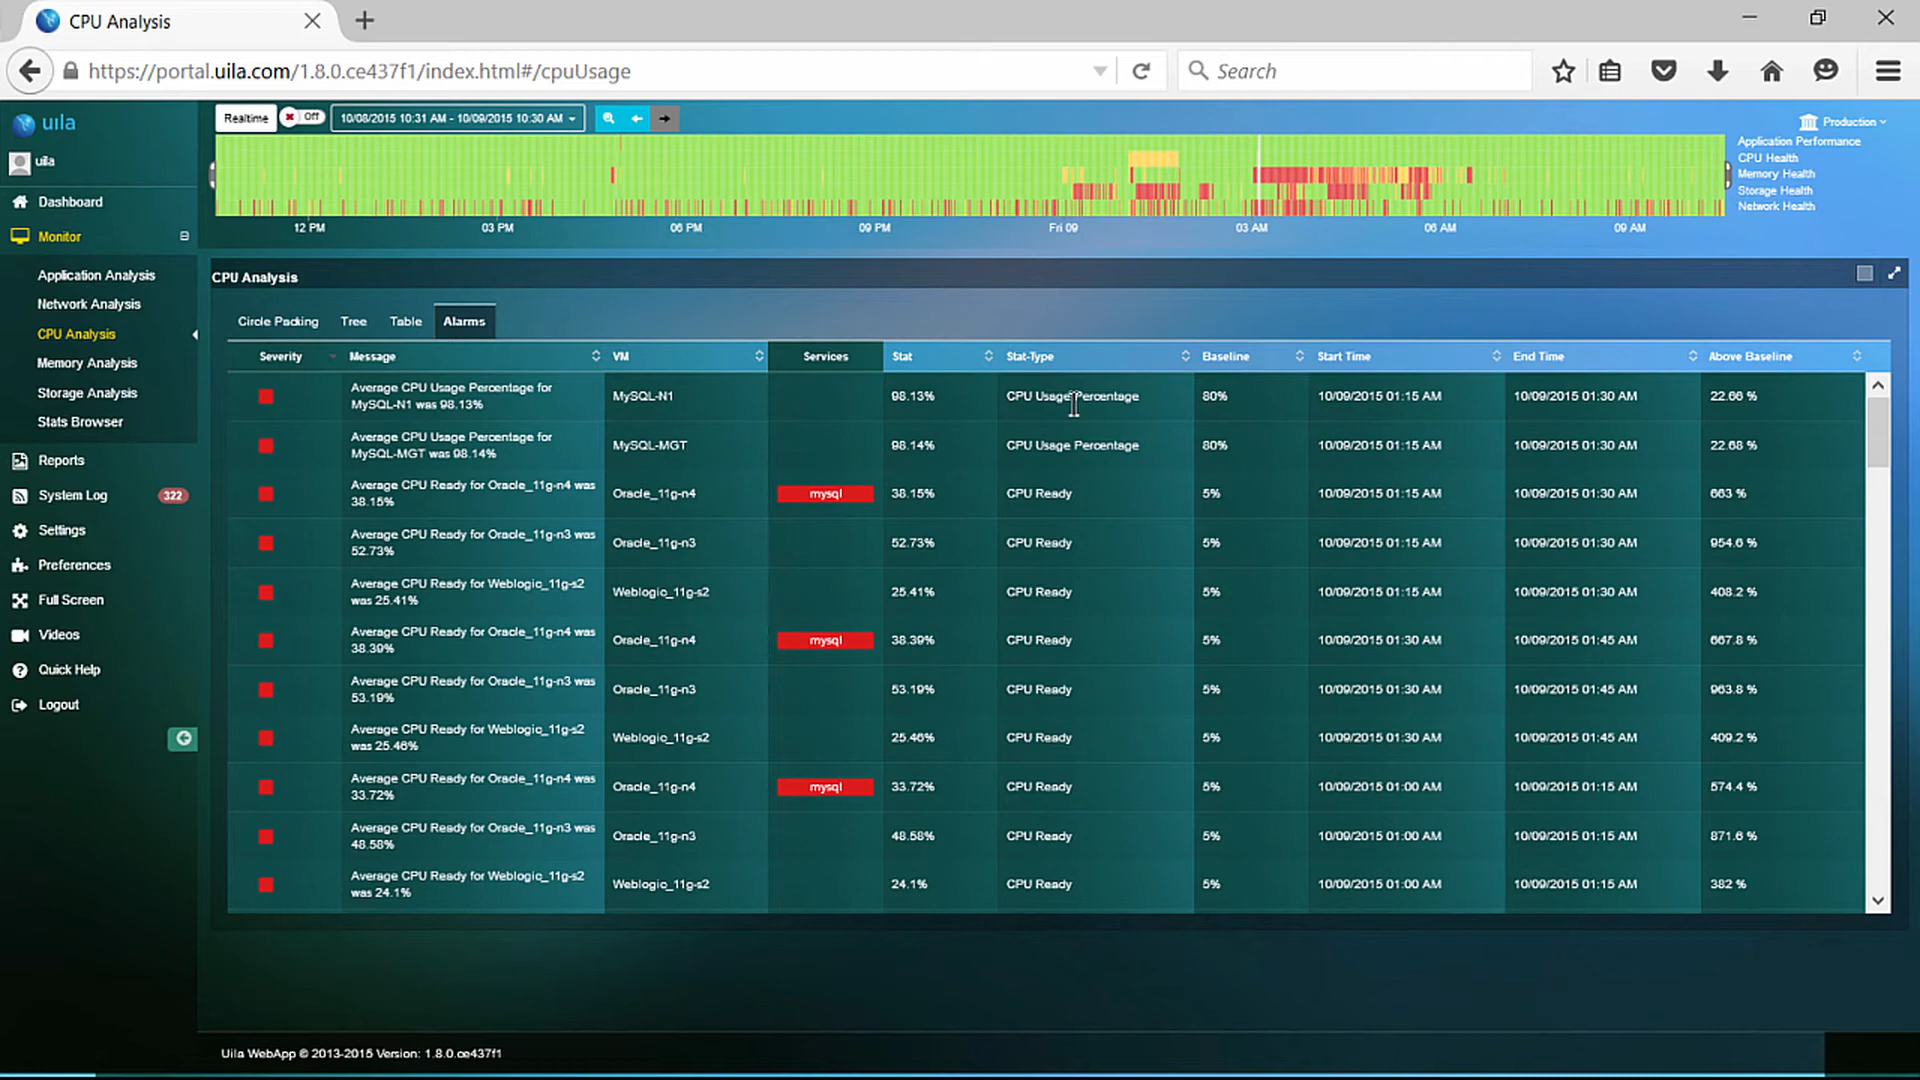 CPU Analysis
https://portal.uila.com/1.8.0.ce437f1/index.html#/cpuUsage
Search
uila
Realtime
Off
10/08/2015 10:31 AM - 10/09/2015 10:30 AM
Production
uila
Application Performance
CPU Health
Memory Health
Storage Health
Network Health
12 PM 03 PM 06 PM 09 PM Fri 09 03 AM 06 AM 09 AM
Dashboard
Monitor
Application Analysis
Network Analysis
CPU Analysis
Memory Analysis
Storage Analysis
Stats Browser
Reports
System Log 322
Settings
Preferences
Full Screen
Videos
Quick Help
Logout
CPU Analysis
Circle Packing Tree Table Alarms
Severity Message VM Services Stat Stat-Type Baseline Start Time End Time Above Baseline
Average CPU Usage Percentage for
MySQL-N1 was 98.13%
MySQL-N1 98.13% CPU Usage Percentage 80% 10/09/2015 01:15 AM 10/09/2015 01:30 AM 22.66 %
Average CPU Usage Percentage for
MySQL-MGT was 98.14%
MySQL-MGT 98.14% CPU Usage Percentage 80% 10/09/2015 01:15 AM 10/09/2015 01:30 AM 22.68 %
Average CPU Ready for Oracle_11g-n4 was
38.15%
Oracle_11g-n4 mysql 38.15% CPU Ready 5% 10/09/2015 01:15 AM 10/09/2015 01:30 AM 663 %
Average CPU Ready for Oracle_11g-n3 was
52.73%
Oracle_11g-n3 52.73% CPU Ready 5% 10/09/2015 01:15 AM 10/09/2015 01:30 AM 954.6 %
Average CPU Ready for Weblogic_11g-s2
was 25.41%
Weblogic_11g-s2 25.41% CPU Ready 5% 10/09/2015 01:15 AM 10/09/2015 01:30 AM 408.2 %
Average CPU Ready for Oracle_11g-n4 was
38.39%
Oracle_11g-n4 mysql 38.39% CPU Ready 5% 10/09/2015 01:30 AM 10/09/2015 01:45 AM 667.8 %
Average CPU Ready for Oracle_11g-n3 was
53.19%
Oracle_11g-n3 53.19% CPU Ready 5% 10/09/2015 01:30 AM 10/09/2015 01:45 AM 963.8 %
Average CPU Ready for Weblogic_11g-s2
was 25.46%
Weblogic_11g-s2 25.46% CPU Ready 5% 10/09/2015 01:30 AM 10/09/2015 01:45 AM 409.2 %
Average CPU Ready for Oracle_11g-n4 was
33.72%
Oracle_11g-n4 mysql 33.72% CPU Ready 5% 10/09/2015 01:00 AM 10/09/2015 01:15 AM 574.4 %
Average CPU Ready for Oracle_11g-n3 was
48.58%
Oracle_11g-n3 48.58% CPU Ready 5% 10/09/2015 01:00 AM 10/09/2015 01:15 AM 871.6 %
Average CPU Ready for Weblogic_11g-s2
was 24.1%
Weblogic_11g-s2 24.1% CPU Ready 5% 10/09/2015 01:00 AM 10/09/2015 01:15 AM 382 %
Uila WebApp © 2013-2015 Version: 1.8.0.ce437f1